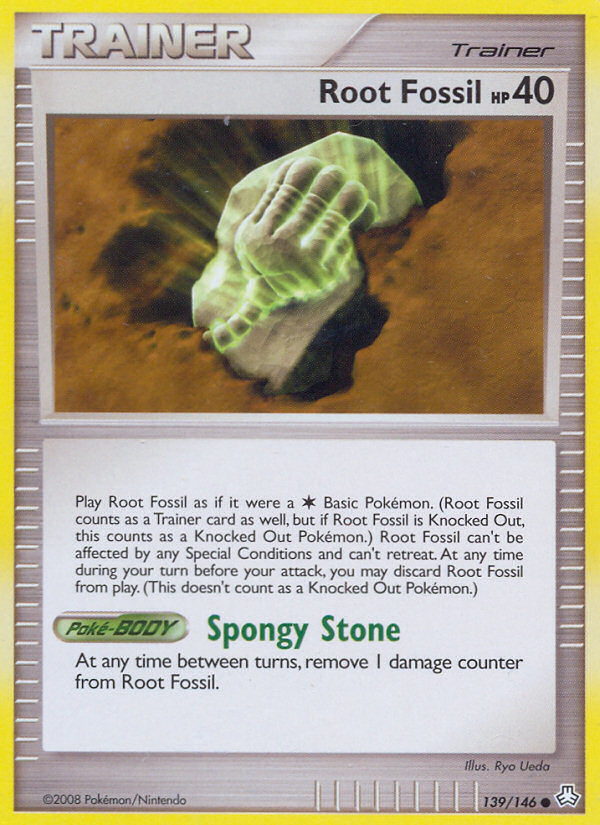 TRAINER
Trainer
Root Fossil HP 40
Play Root Fossil as if it were a ✶ Basic Pokémon. (Root Fossil
counts as a Trainer card as well, but if Root Fossil is Knocked Out,
this counts as a Knocked Out Pokémon.) Root Fossil can't be
affected by any Special Conditions and can't retreat. At any time
during your turn before your attack, you may discard Root Fossil
from play. (This doesn't count as a Knocked Out Pokémon.)
Poké-BODY Spongy Stone
At any time between turns, remove 1 damage counter
from Root Fossil.
Illus. Ryo Ueda
©2008 Pokémon/Nintendo
139/146 ●